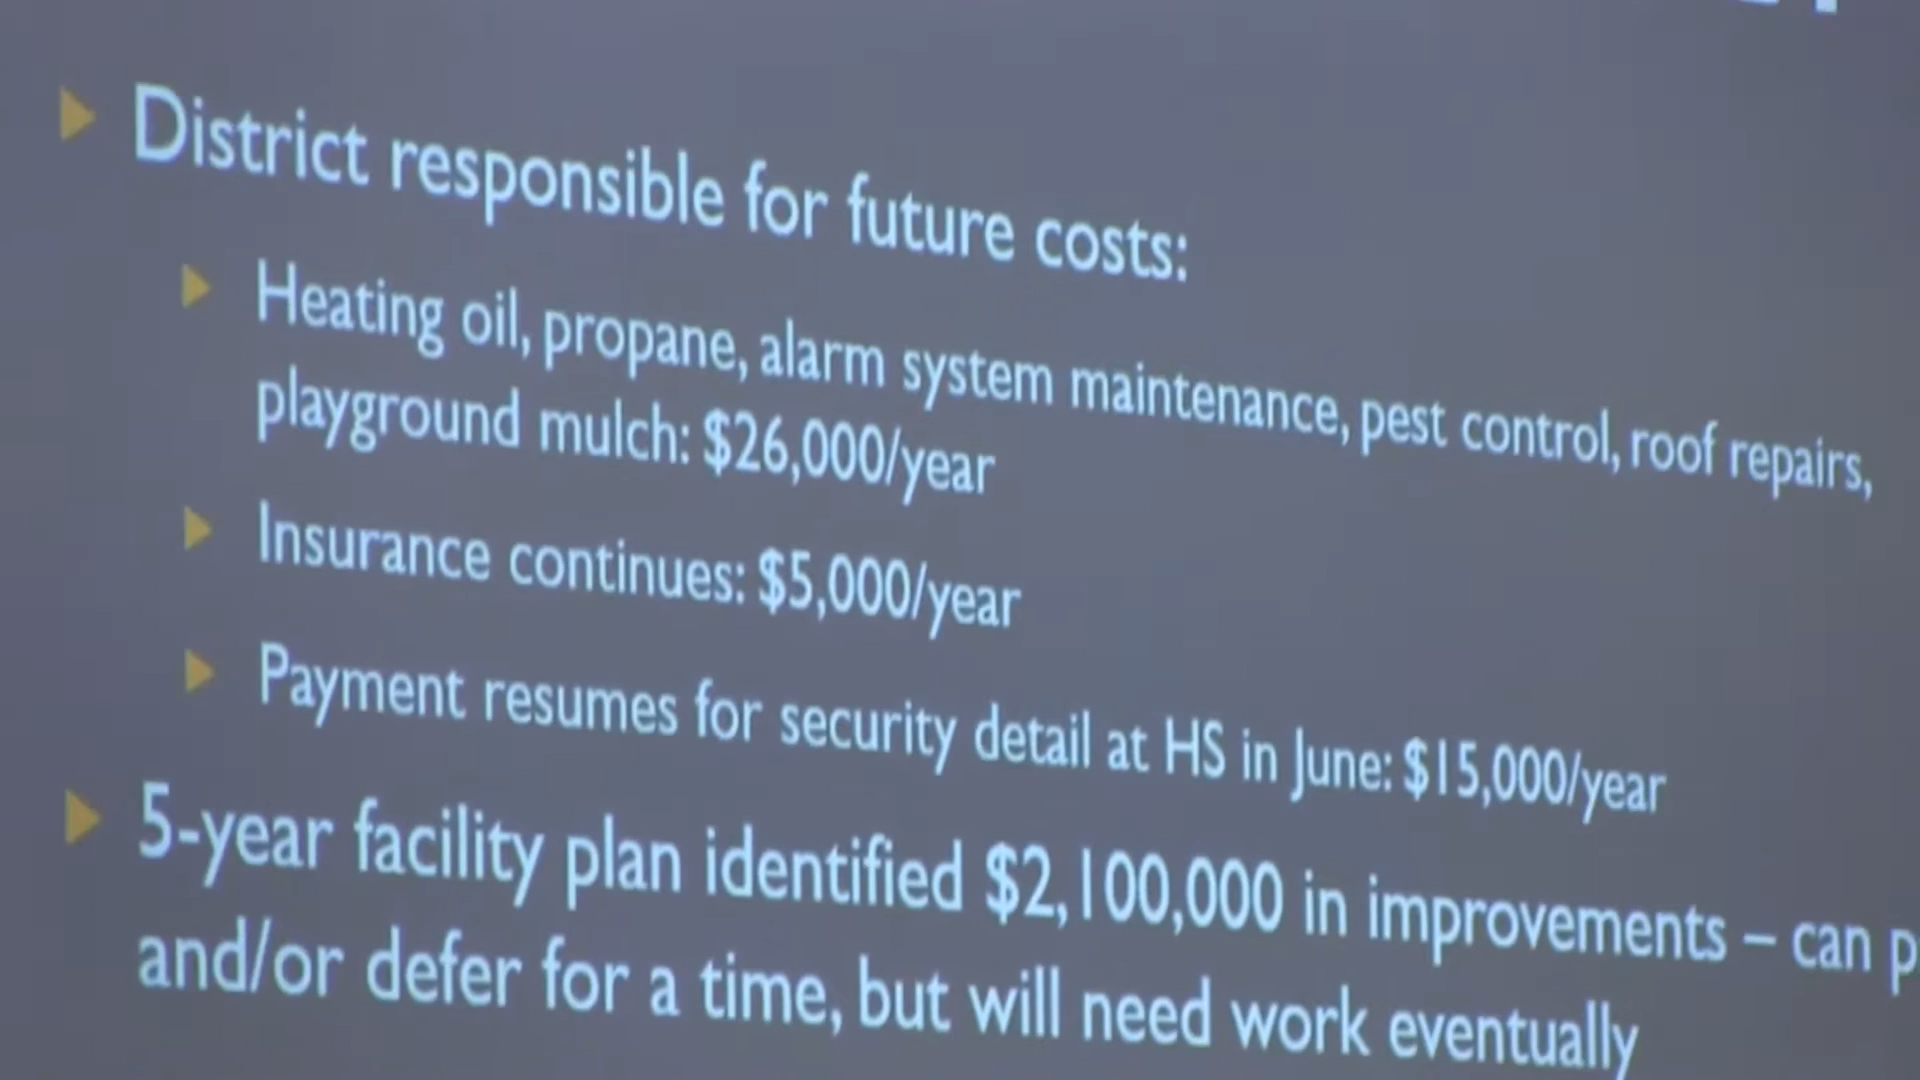 District responsible for future costs:
Heating oil, propane, alarm system maintenance, pest control, roof repairs,
playground mulch: $26,000/year
Insurance continues: $5,000/year
Payment resumes for security detail at HS in June: $15,000/year
5-year facility plan identified $2,100,000 in improvements – can
and/or defer for a time, but will need work eventually